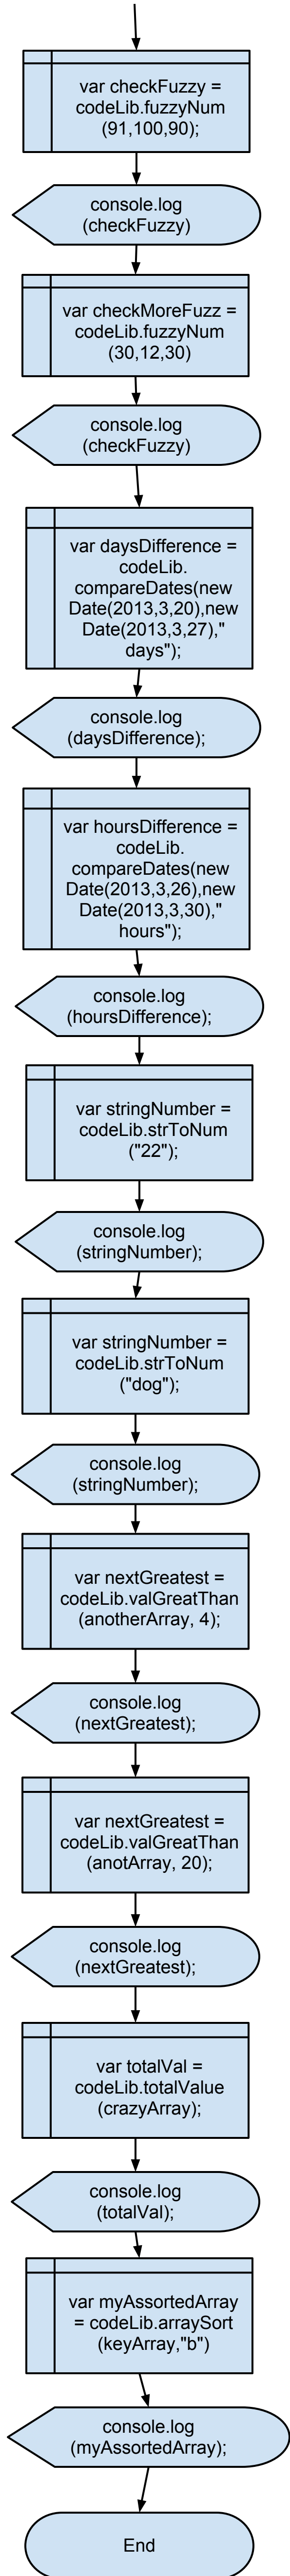 var checkFuzzy =
codeLib.fuzzyNum
(91,100,90);
console.log
(checkFuzzy)
var checkMoreFuzz =
codeLib.fuzzyNum
(30,12,30)
console.log
(checkFuzzy)
var daysDifference =
codeLib.
compareDates(new
Date(2013,3,20),new
Date(2013,3,27),"
days");
console.log
(daysDifference);
var hoursDifference =
codeLib.
compareDates(new
Date(2013,3,26),new
Date(2013,3,30),"
hours");
console.log
(hoursDifference);
var stringNumber =
codeLib.strToNum
("22");
console.log
(stringNumber);
var stringNumber =
codeLib.strToNum
("dog");
console.log
(stringNumber);
var nextGreatest =
codeLib.valGreatThan
(anotherArray, 4);
console.log
(nextGreatest);
var nextGreatest =
codeLib.valGreatThan
(anotArray, 20);
console.log
(nextGreatest);
var totalVal =
codeLib.totalValue
(crazyArray);
console.log
(totalVal);
var myAssortedArray
= codeLib.arraySort
(keyArray,"b")
console.log
(myAssortedArray);
End